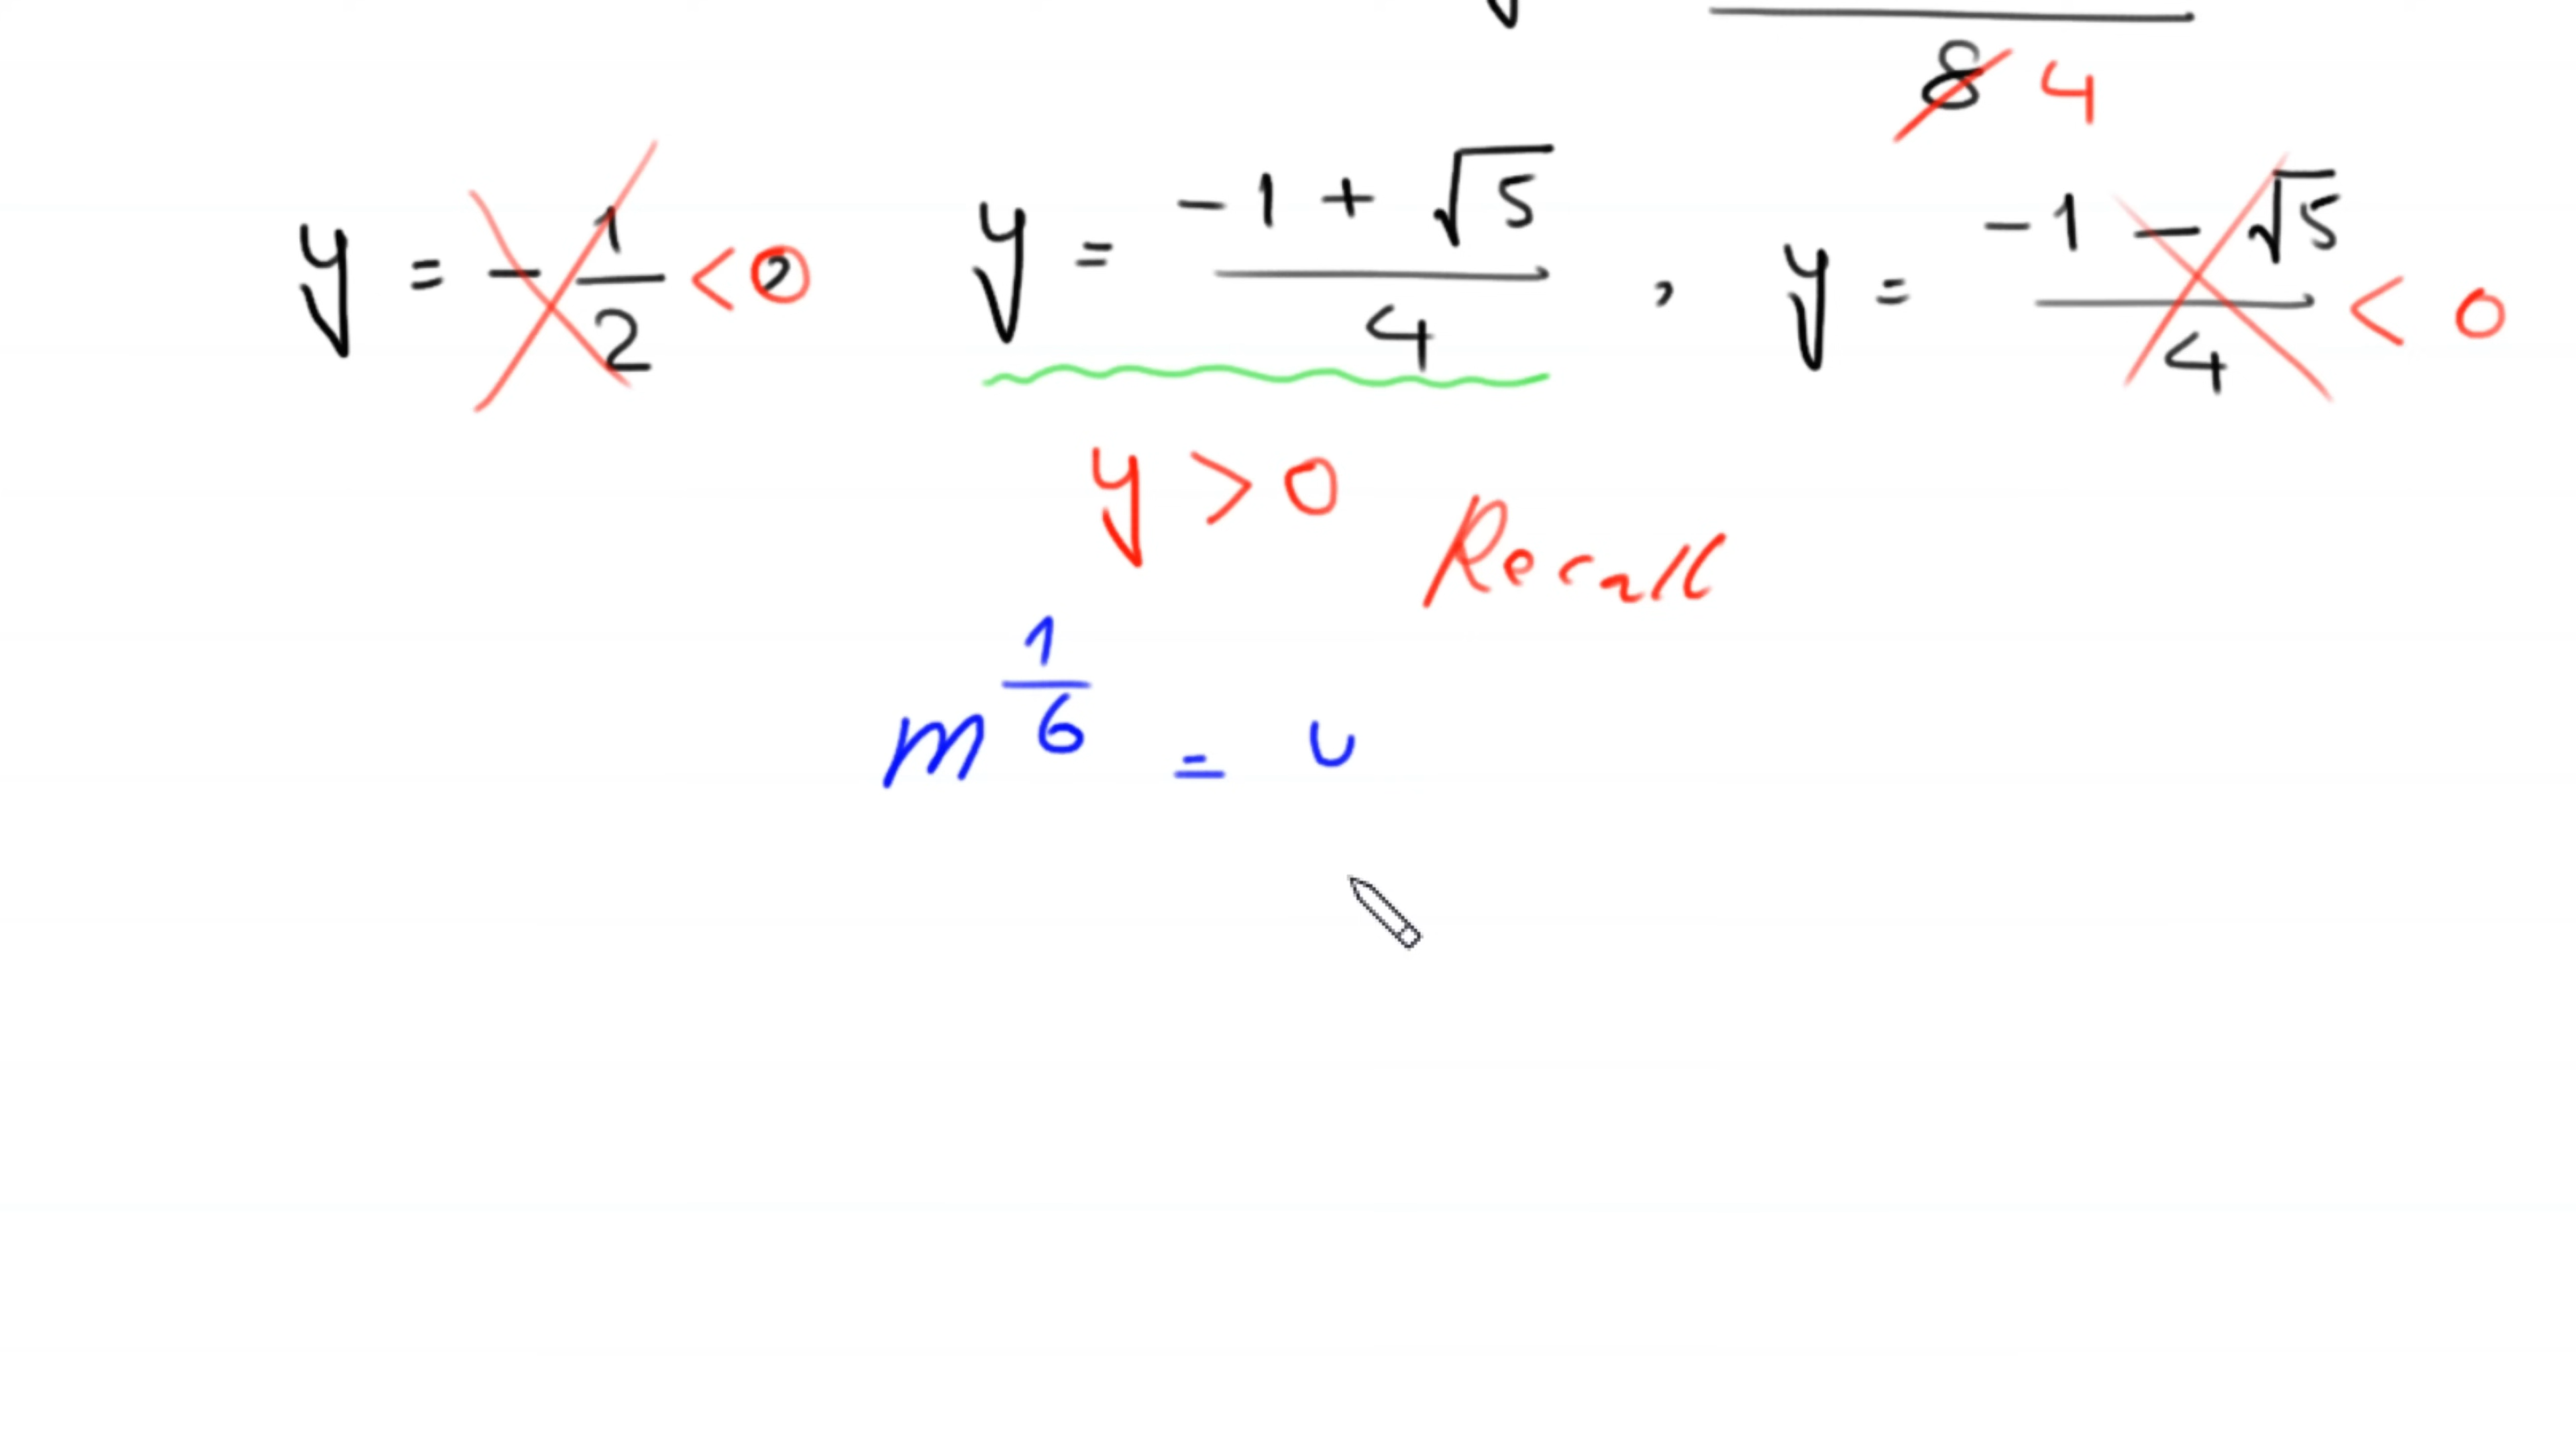 8 4
y = - 1/2 < 0, y = (-1 + √5)/4, y = (-1 - √5)/4 < 0
y > 0 Recall
m^(1/6) =